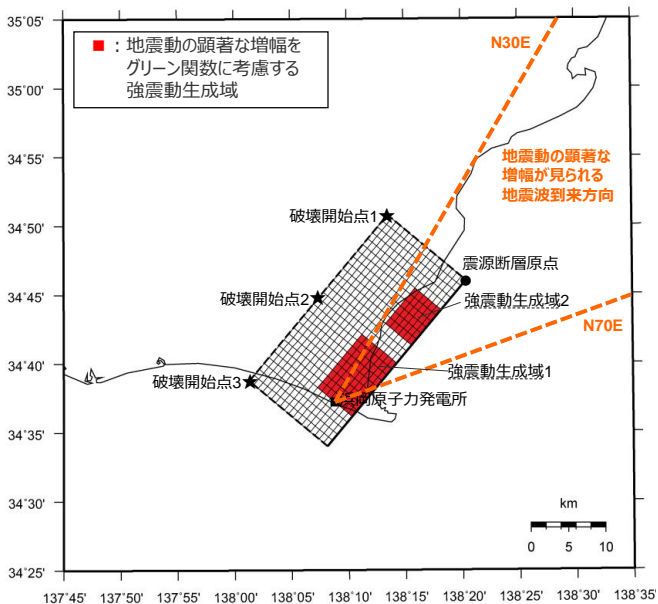 35°05'
35°00'
34°55'
34°50'
34°45'
34°40'
34°35'
34°30'
34°25'
■ : 地震動の顕著な増幅を
グリーン関数に考慮する
強震動生成域
N30E
地震動の顕著な
増幅が見られる
地震波到来方向
破壊開始点1
震源断層原点
破壊開始点2
強震動生成域2
N70E
破壊開始点3
強震動生成域1
岡原子力発電所
km
0 5 10
137°45' 137°50' 137°55' 138°00' 138°05' 138°10' 138°15' 138°20' 138°25' 138°30' 138°35'